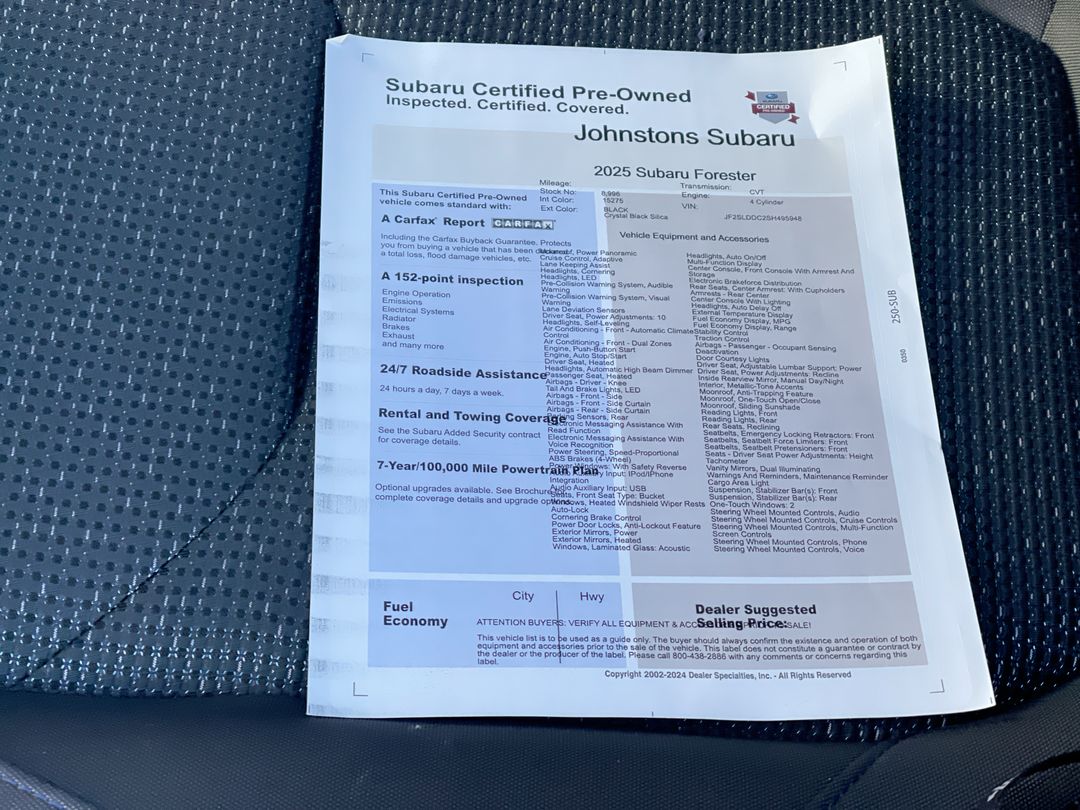 Subaru Certified Pre-Owned
Inspected. Certified. Covered.
SUBARU
CERTIFIED
PRE-OWNED
Johnstons Subaru
2025 Subaru Forester
Mileage: 8,996
Stock No: 15275
Int Color: BLACK
Ext Color: Crystal Black Silica
Transmission: CVT
Engine: 4 Cylinder
VIN: JF2SLDDC2SH495948
This Subaru Certified Pre-Owned
vehicle comes standard with:
A Carfax Report CARFAX
Including the Carfax Buyback Guarantee. Protects
you from buying a vehicle that has been
a total loss, flood damage vehicles, etc.
A 152-point inspection
Engine Operation
Emissions
Electrical Systems
Radiator
Brakes
Exhaust
and many more
24/7 Roadside Assistance
24 hours a day, 7 days a week.
Rental and Towing Coverage
See the Subaru Added Security contract
for coverage details.
7-Year/100,000 Mile Powertrain Plan
Optional upgrades available. See Brochure for
complete coverage details and upgrade options.
Vehicle Equipment and Accessories
Moonroof, Power Panoramic
Cruise Control, Adaptive
Lane Keeping Assist
Headlights, Cornering
Headlights, LED
Pre-Collision Warning System, Audible
Warning
Pre-Collision Warning System, Visual
Warning
Lane Deviation Sensors
Driver Seat, Power Adjustments: 10
Headlights, Self-Leveling
Air Conditioning - Front - Automatic Climate
Control
Air Conditioning - Front - Dual Zones
Engine, Push-Button Start
Engine, Auto Stop/Start
Driver Seat, Heated
Headlights, Automatic High Beam Dimmer
Passenger Seat, Heated
Airbags - Driver - Knee
Tail And Brake Lights, LED
Airbags - Front - Side
Airbags - Front - Side Curtain
Airbags - Rear - Side Curtain
Parking Sensors, Rear
Electronic Messaging Assistance With
Read Function
Electronic Messaging Assistance With
Voice Recognition
Power Steering, Speed-Proportional
ABS Brakes (4-Wheel)
Power Windows: With Safety Reverse
Input: IPod/IPhone
Integration
Audio Auxiliary Input: USB
Seats, Front Seat Type: Bucket
Windows, Heated Windshield Wiper Rests
Auto-Lock
Cornering Brake Control
Power Door Locks, Anti-Lockout Feature
Exterior Mirrors, Power
Exterior Mirrors, Heated
Windows, Laminated Glass: Acoustic
Headlights, Auto On/Off
Multi-Function Display
Center Console, Front Console With Armrest And
Storage
Electronic Brakeforce Distribution
Rear Seats, Center Armrest: With Cupholders
Armrests - Rear Center
Center Console With Lighting
Headlights, Auto Delay Off
External Temperature Display
Fuel Economy Display, MPG
Fuel Economy Display, Range
Stability Control
Traction Control
Airbags - Passenger - Occupant Sensing
Deactivation
Door Courtesy Lights
Driver Seat, Adjustable Lumbar Support: Power
Driver Seat, Power Adjustments: Recline
Inside Rearview Mirror, Manual Day/Night
Interior, Metallic-Tone Accents
Moonroof, Anti-Trapping Feature
Moonroof, One-Touch Open/Close
Moonroof, Sliding Sunshade
Reading Lights, Front
Reading Lights, Rear
Rear Seats, Reclining
Seatbelts, Emergency Locking Retractors: Front
Seatbelts, Seatbelt Force Limiters: Front
Seatbelts, Seatbelt Pretensioners: Front
Seats - Driver Seat Power Adjustments: Height
Tachometer
Vanity Mirrors, Dual Illuminating
Warnings And Reminders, Maintenance Reminder
Cargo Area Light
Suspension, Stabilizer Bar(s): Front
Suspension, Stabilizer Bar(s): Rear
One-Touch Windows: 2
Steering Wheel Mounted Controls, Audio
Steering Wheel Mounted Controls, Cruise Controls
Steering Wheel Mounted Controls, Multi-Function
Screen Controls
Steering Wheel Mounted Controls, Phone
Steering Wheel Mounted Controls, Voice
250-SUB
0350
Fuel
Economy
City Hwy
Dealer Suggested
Selling Price:
ATTENTION BUYERS: VERIFY ALL EQUIPMENT & SALE!
This vehicle list is to be used as a guide only. The buyer should always confirm the existence and operation of both
equipment and accessories prior to the sale of the vehicle. This label does not constitute a guarantee or contract by
the dealer or the producer of the label. Please call 800-438-2886 with any comments or concerns regarding this
label.
Copyright 2002-2024 Dealer Specialties, Inc. - All Rights Reserved